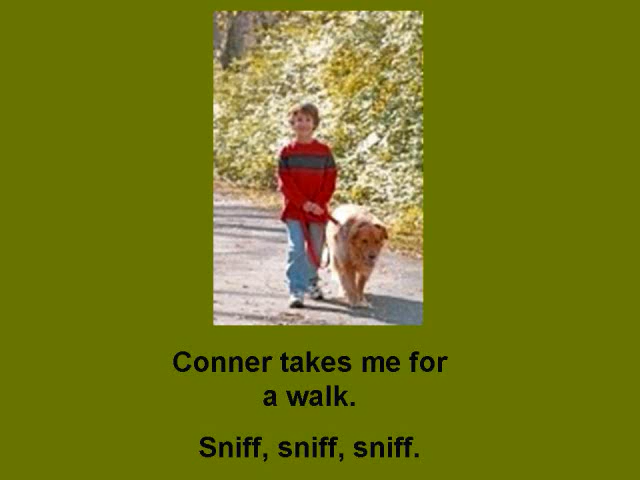 Conner takes me for
a walk.
Sniff, sniff, sniff.